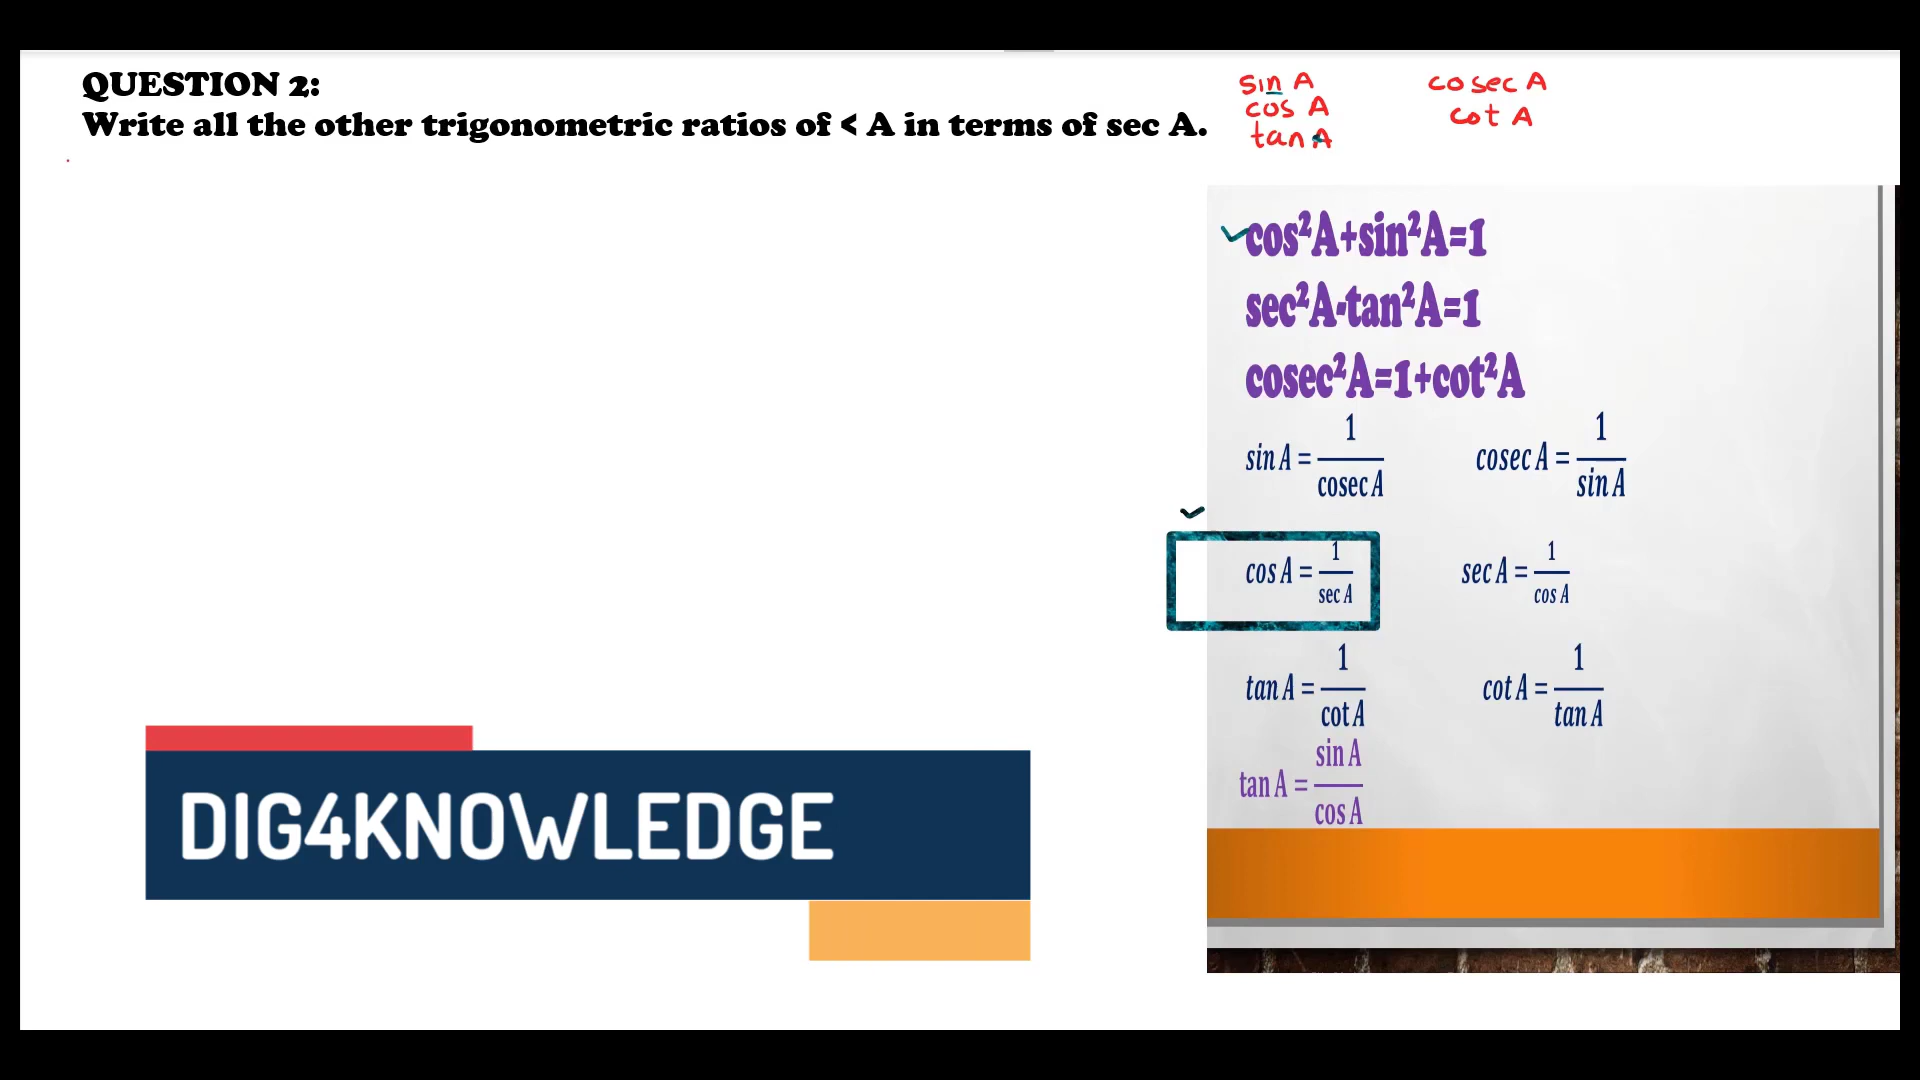 QUESTION 2:
Write all the other trigonometric ratios of < A in terms of sec A.
sin A
cos A
tan A
cosec A
cot A
cos²A+sin²A=1
sec²A-tan²A=1
cosec²A=1+cot²A
sin A = 1/cosec A
cosec A = 1/sin A
cos A = 1/sec A
sec A = 1/cos A
tan A = 1/cot A
cot A = 1/tan A
tan A = sin A/cos A
DIG4KNOWLEDGE